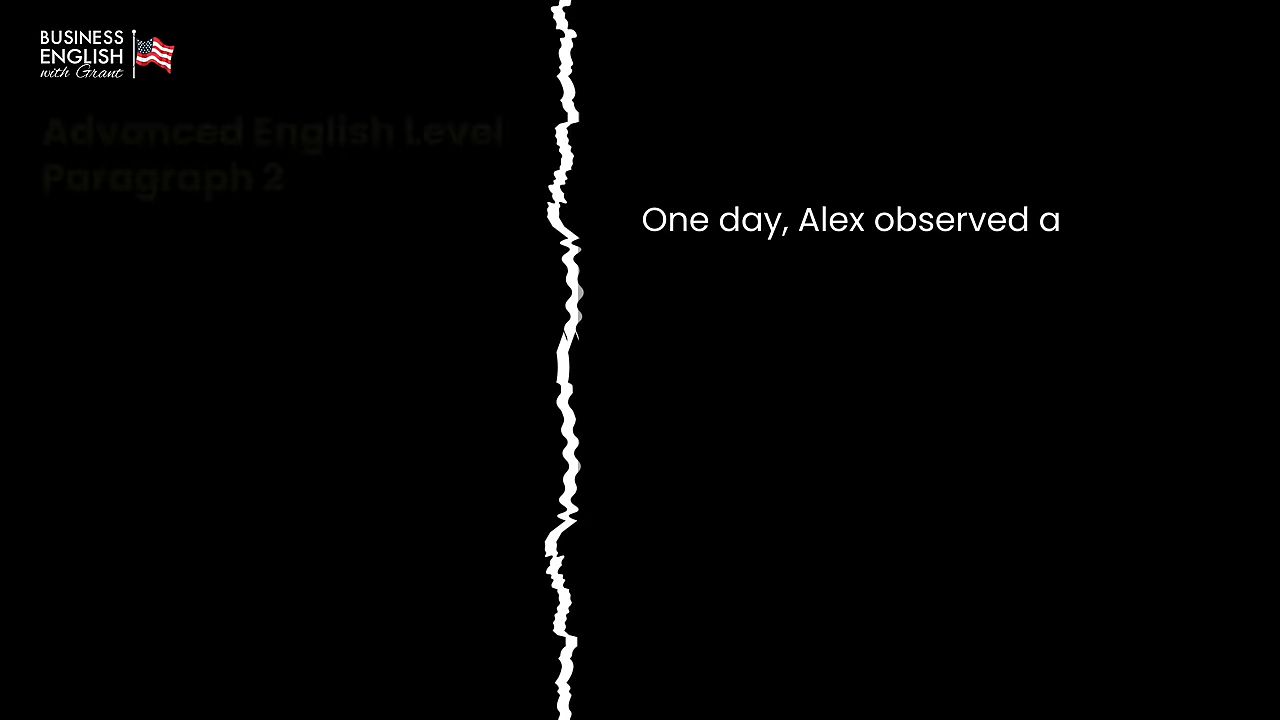 BUSINESS
ENGLISH
with Grant
Advanced English Level
Paragraph 2
One day, Alex observed a